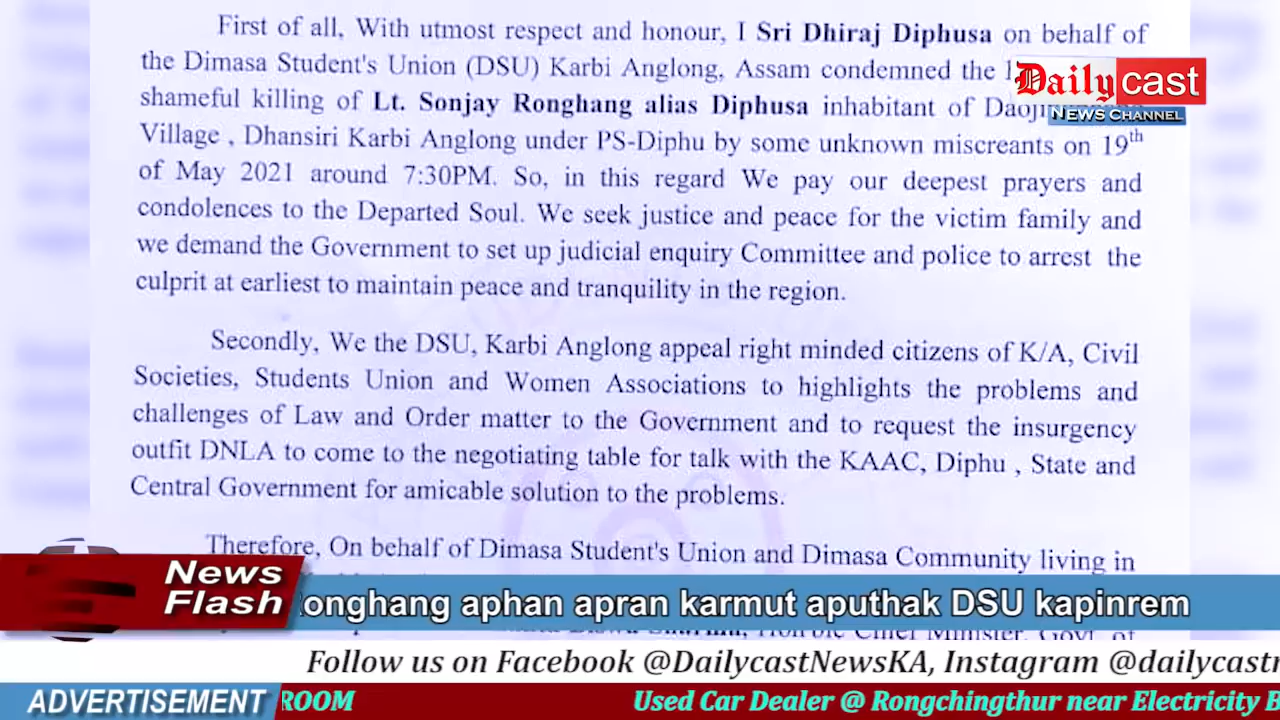 First of all, With utmost respect and honour, I Sri Dhiraj Diphusa on behalf of
the Dimasa Student's Union (DSU) Karbi Anglong, Assam condemned the
shameful killing of Lt. Sonjay Ronghang alias Diphusa inhabitant of
Village , Dhansiri Karbi Anglong under PS-Diphu by some unknown miscreants on 19th
of May 2021 around 7:30PM. So, in this regard We pay our deepest prayers and
condolences to the Departed Soul. We seek justice and peace for the victim family and
we demand the Government to set up judicial enquiry Committee and police to arrest the
culprit at earliest to maintain peace and tranquility in the region.
Secondly, We the DSU, Karbi Anglong appeal right minded citizens of K/A, Civil
Societies, Students Union and Women Associations to highlights the problems and
challenges of Law and Order matter to the Government and to request the insurgency
outfit DNLA to come to the negotiating table for talk with the KAAC, Diphu , State and
Central Government for amicable solution to the problems.
Therefore, On behalf of Dimasa Student's Union and Dimasa Community living in
Daily cast
News Channel
News
Flash
onghang aphan apran karmut aputhak DSU kapinrem
Hon'ble Chief Minister, Govt. of
Follow us on Facebook @DailycastNewsKA, Instagram @dailycast
ADVERTISEMENT
ROOM
Used Car Dealer @ Rongchingthur near Electricity B